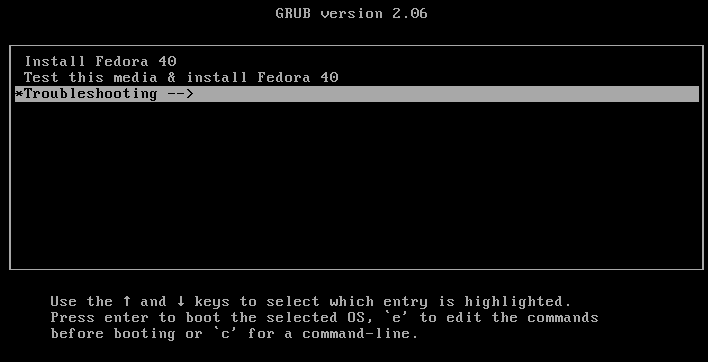 GRUB version 2.06
Install Fedora 40
Test this media & install Fedora 40
*Troubleshooting -->
Use the ↑ and ↓ keys to select which entry is highlighted.
Press enter to boot the selected OS, `e' to edit the commands
before booting or `c' for a command-line.